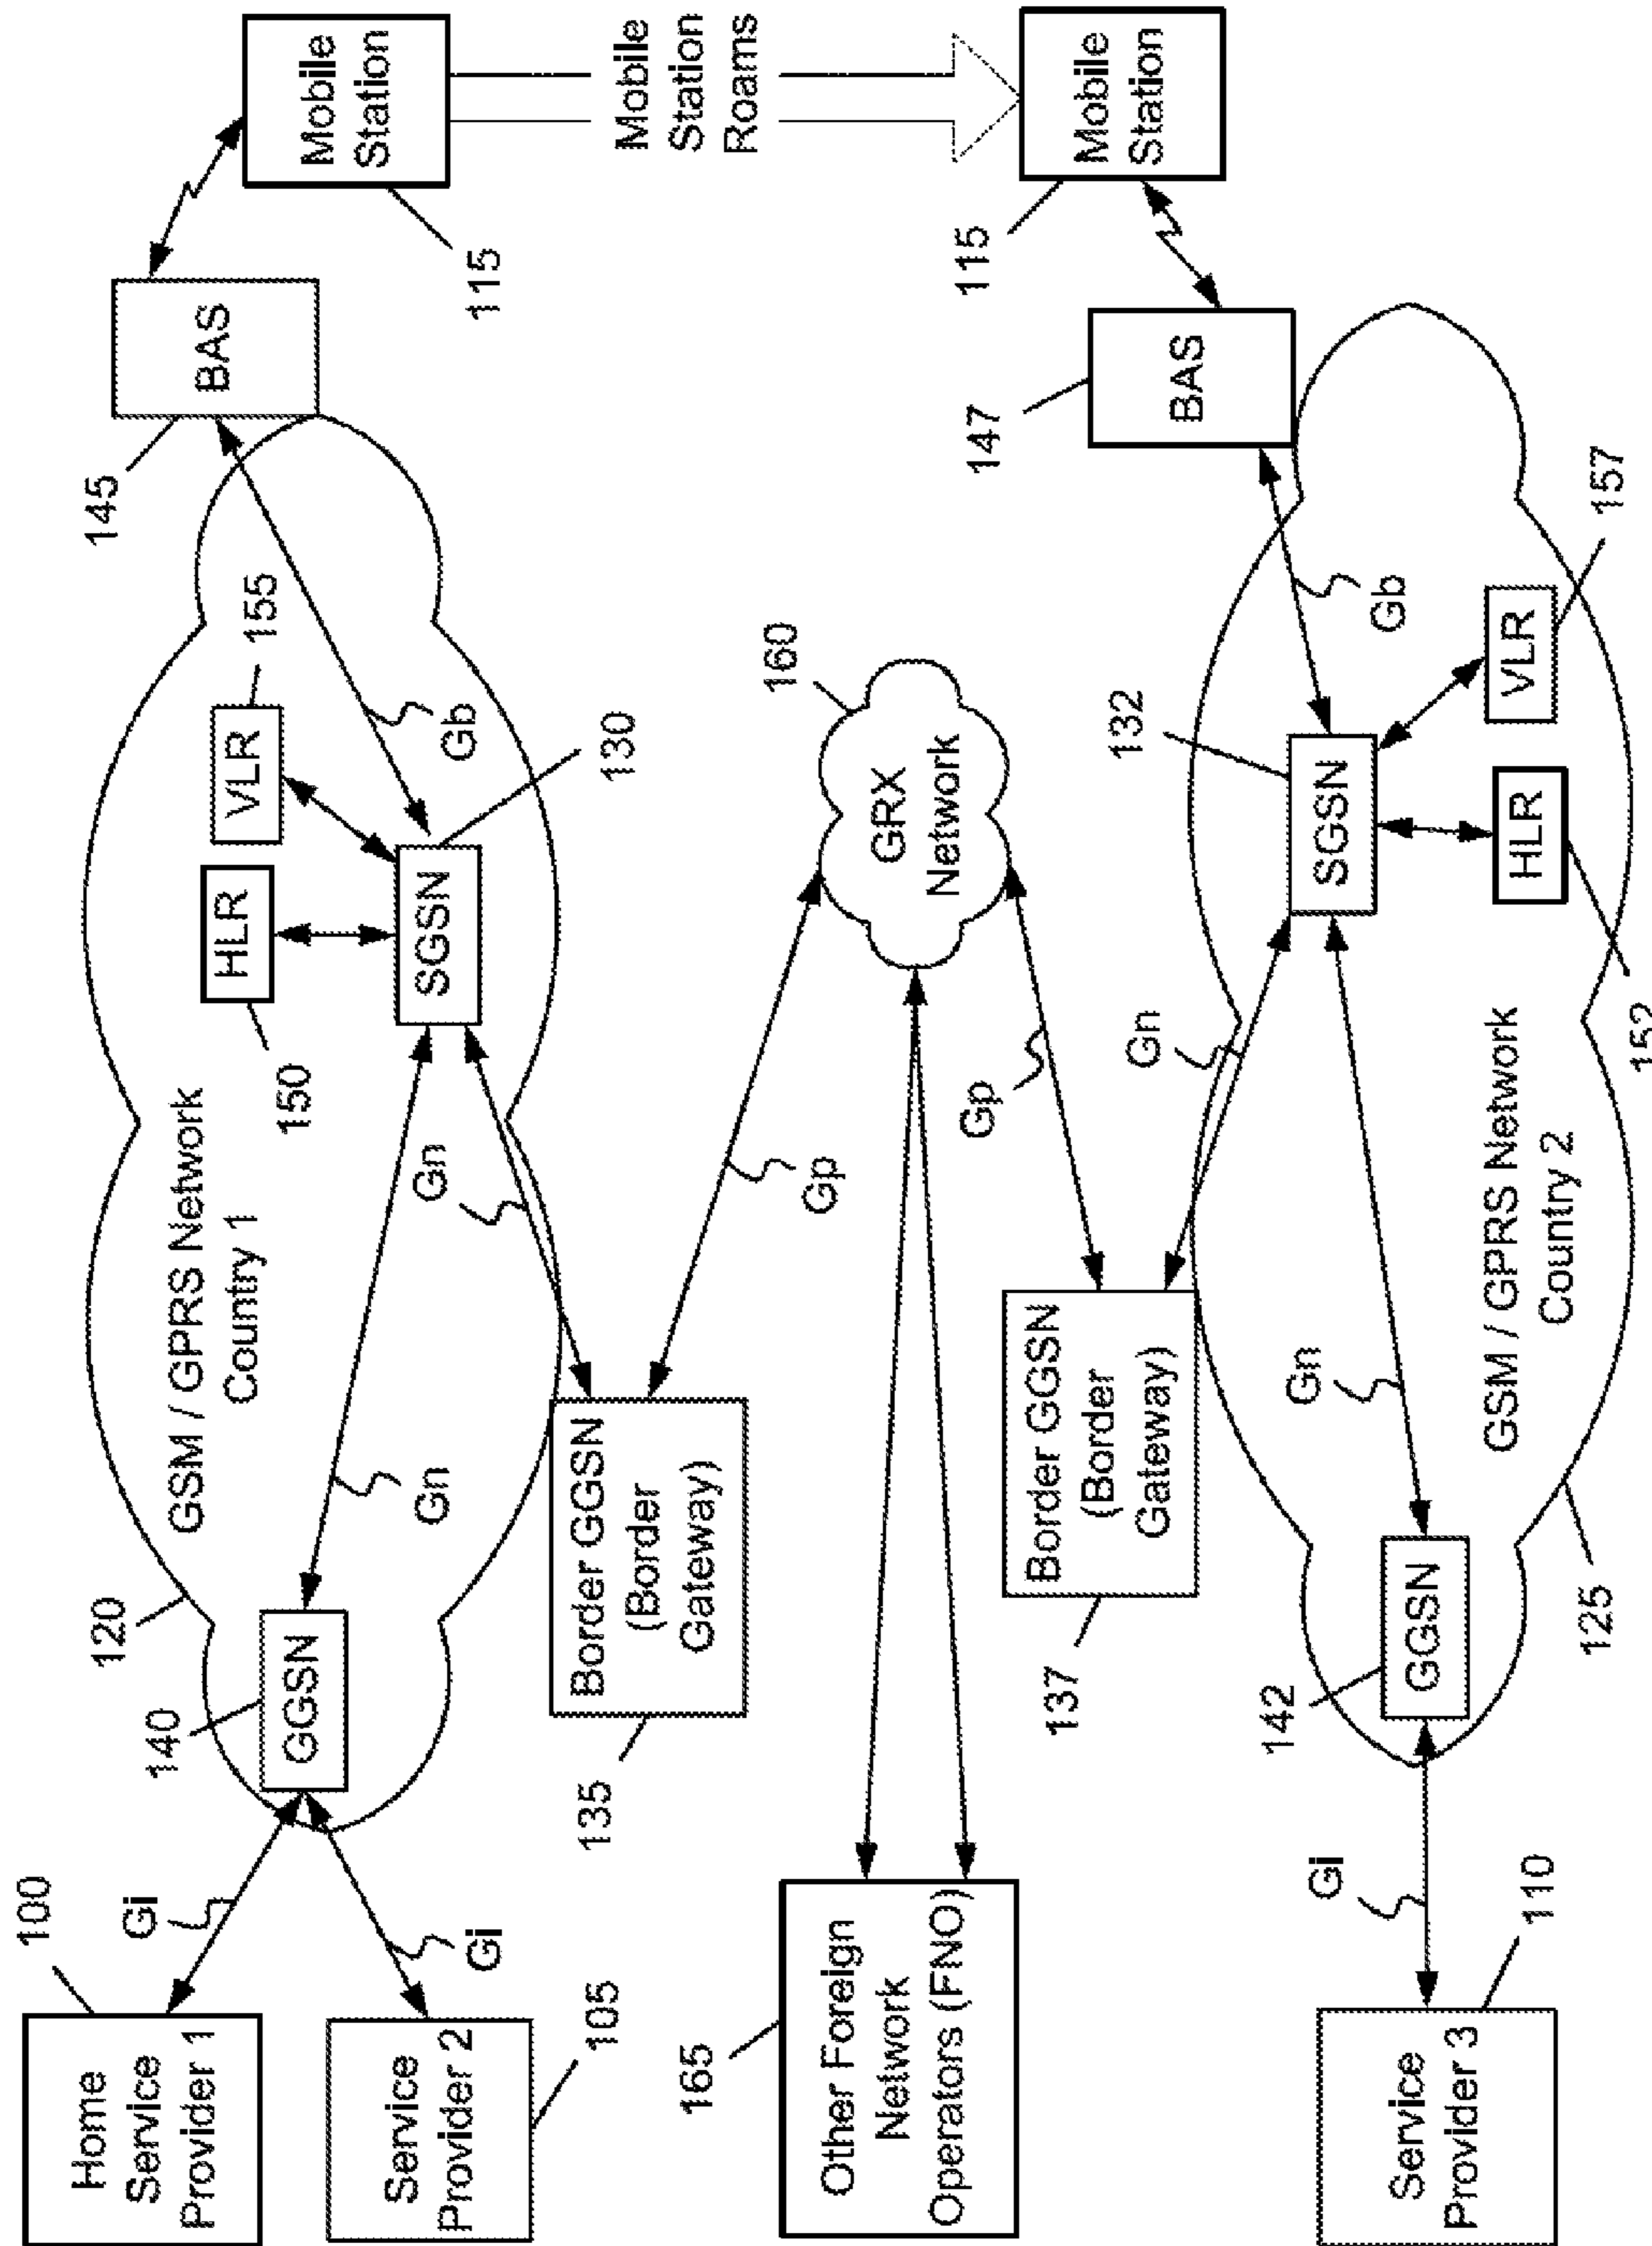 100
Home
Service
Provider 1
Gi
Service
Provider 2
105
Gi
140
GGSN
120
GSM / GPRS Network
Country 1
Gn
Gn
150
HLR
155
VLR
SGSN
130
Gb
145
BAS
Mobile
Station
115
Mobile
Station
Roams
Border GGSN
(Border
Gateway)
135
Gp
160
GRX
Network
165
Other Foreign
Network
Operators (FNO)
Gp
Border GGSN
(Border
Gateway)
137
Gn
132
SGSN
Gb
147
BAS
115
Mobile
Station
VLR
157
HLR
152
Gn
142
GGSN
GSM / GPRS Network
Country 2
125
Gi
Service
Provider 3
110